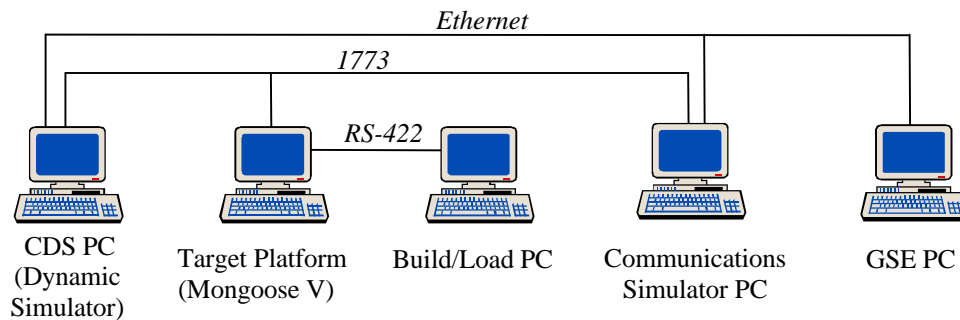 Ethernet
1773
RS-422
CDS PC
(Dynamic
Simulator)
Target Platform
(Mongoose V)
Build/Load PC
Communications
Simulator PC
GSE PC